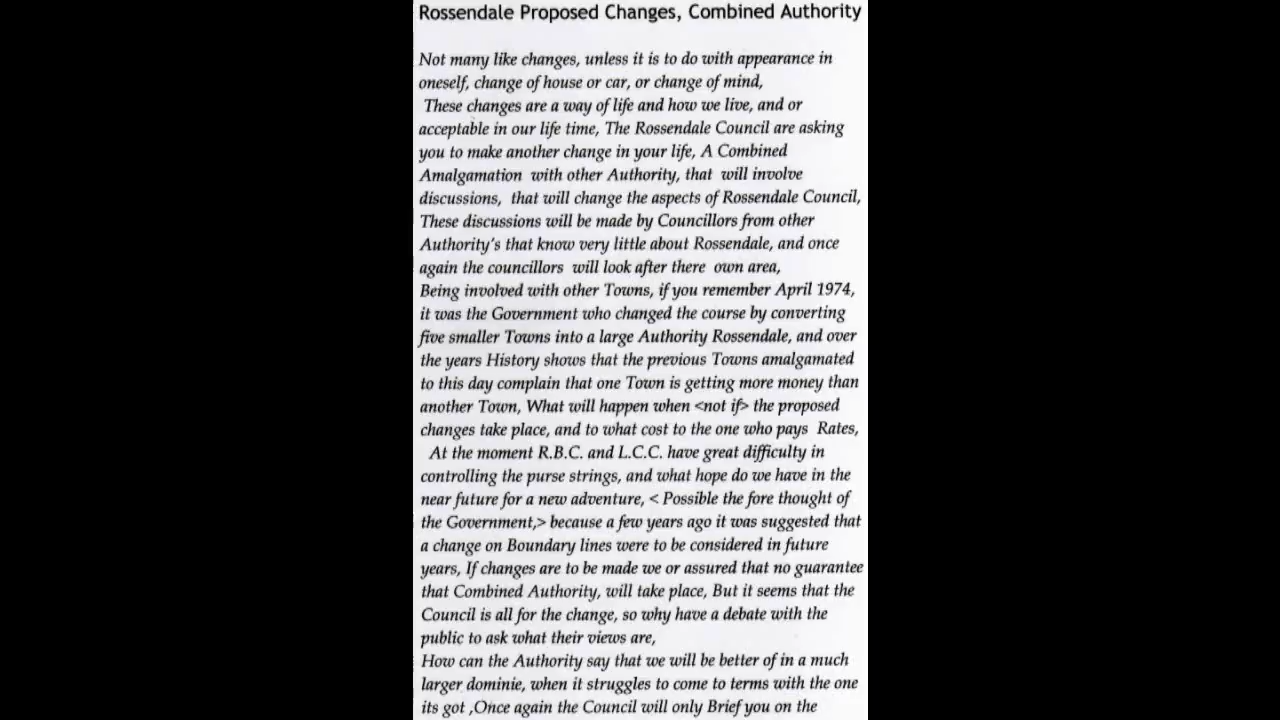 Rossendale Proposed Changes, Combined Authority
Not many like changes, unless it is to do with appearance in
oneself, change of house or car, or change of mind,
These changes are a way of life and how we live, and or
acceptable in our life time, The Rossendale Council are asking
you to make another change in your life, A Combined
Amalgamation with other Authority, that will involve
discussions, that will change the aspects of Rossendale Council,
These discussions will be made by Councillors from other
Authority's that know very little about Rossendale, and once
again the councillors will look after there own area,
Being involved with other Towns, if you remember April 1974,
it was the Government who changed the course by converting
five smaller Towns into a large Authority Rossendale, and over
the years History shows that the previous Towns amalgamated
to this day complain that one Town is getting more money than
another Town, What will happen when <not if> the proposed
changes take place, and to what cost to the one who pays Rates,
At the moment R.B.C. and L.C.C. have great difficulty in
controlling the purse strings, and what hope do we have in the
near future for a new adventure, < Possible the fore thought of
the Government,> because a few years ago it was suggested that
a change on Boundary lines were to be considered in future
years, If changes are to be made we or assured that no guarantee
that Combined Authority, will take place, But it seems that the
Council is all for the change, so why have a debate with the
public to ask what their views are,
How can the Authority say that we will be better of in a much
larger dominie, when it struggles to come to terms with the one
its got ,Once again the Council will only Brief you on the